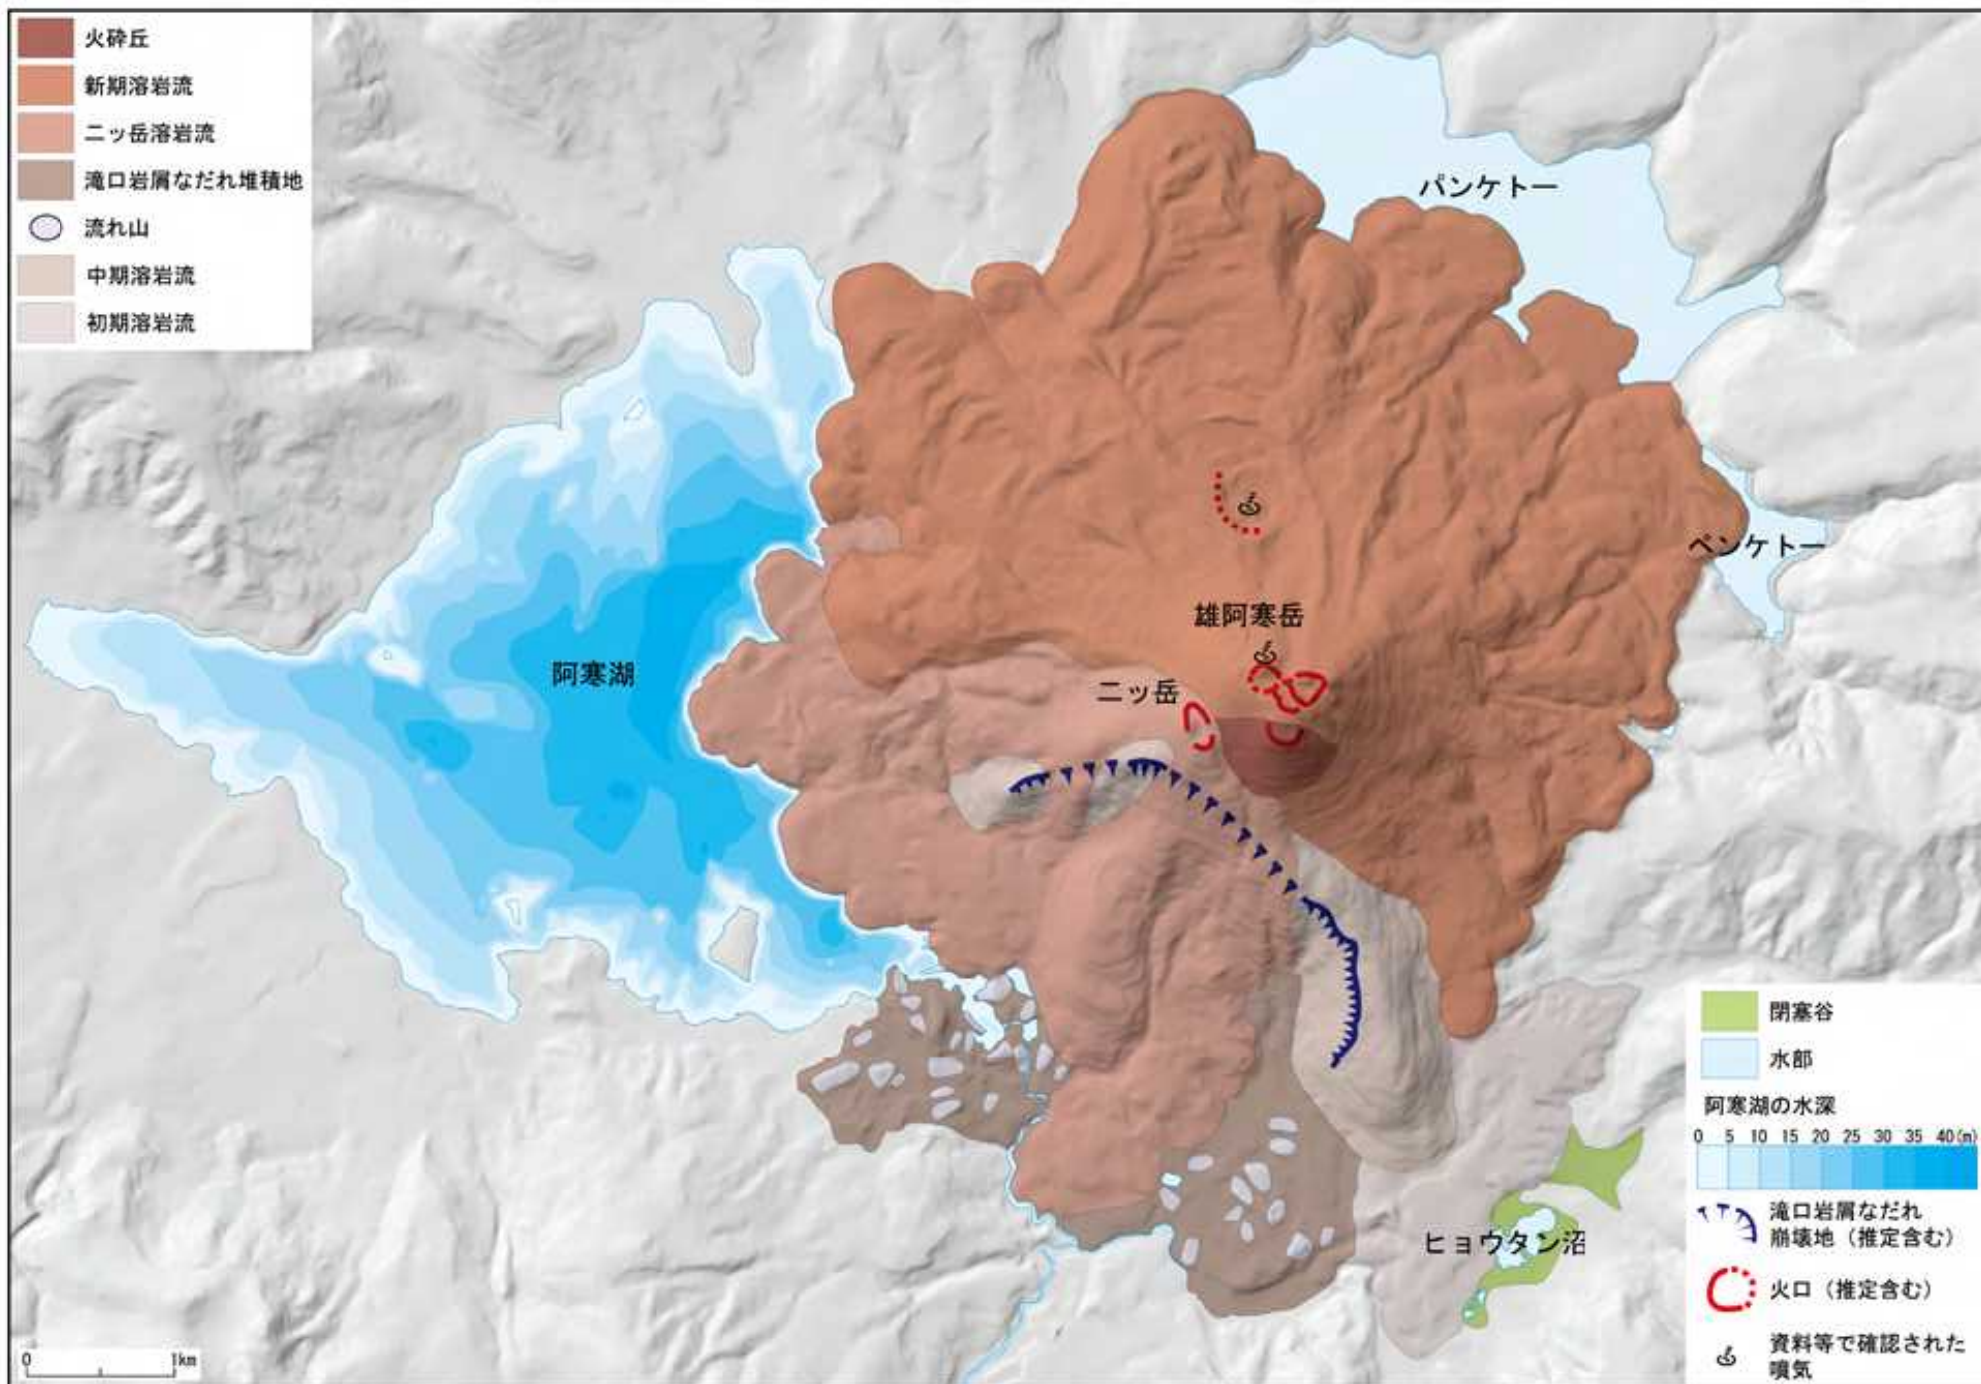 火砕丘
新期溶岩流
二ッ岳溶岩流
滝口岩屑なだれ堆積地
流れ山
中期溶岩流
初期溶岩流
パンケトー
ペンケトー
雄阿寒岳
阿寒湖
二ッ岳
ヒョウタン沼
閉塞谷
水部
阿寒湖の水深
0 5 10 15 20 25 30 35 40(m)
滝口岩屑なだれ
崩壊地（推定含む）
火口（推定含む）
資料等で確認された
噴気
0 1km